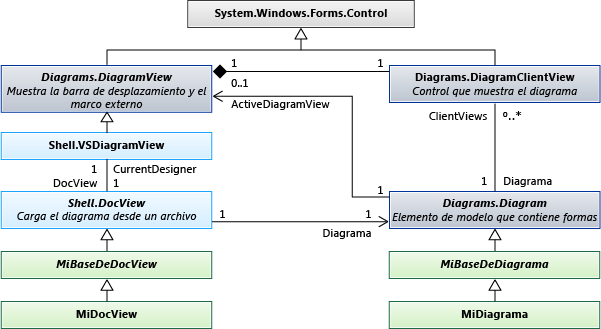 System.Windows.Forms.Control
Diagrams.DiagramView
Muestra la barra de desplazamiento y el
marco externo
1
1
Diagrams.DiagramClientView
Control que muestra el diagrama
0..1
ActiveDiagramView
ClientViews
º..*
Shell.VSDiagramView
1
CurrentDesigner
DocView
1
1
Diagrama
Shell.DocView
Carga el diagrama desde un archivo
1
Diagrams.Diagram
Elemento de modelo que contiene formas
1
1
Diagrama
MiBaseDeDocView
MiBaseDeDiagrama
MiDocView
MiDiagrama